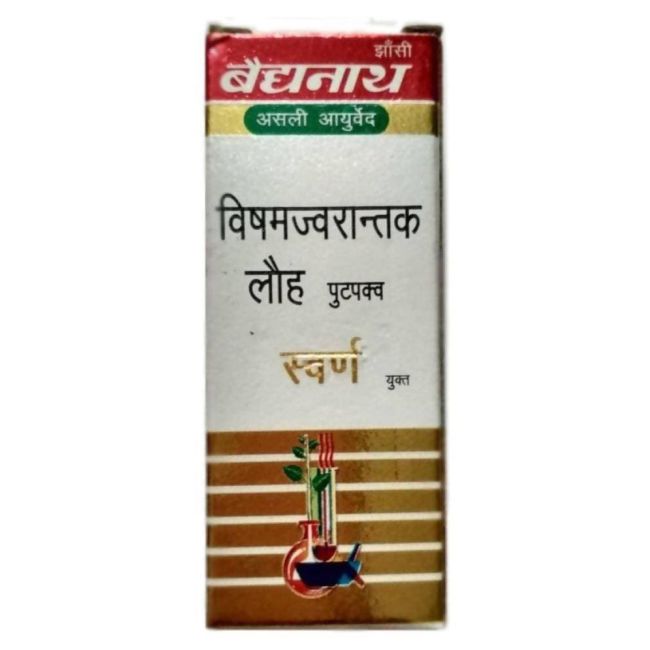 झाँसी
बैद्यनाथ
असली आयुर्वेद
विषमज्वरान्तक
लौह पुटपक्व
स्वर्ण युक्त